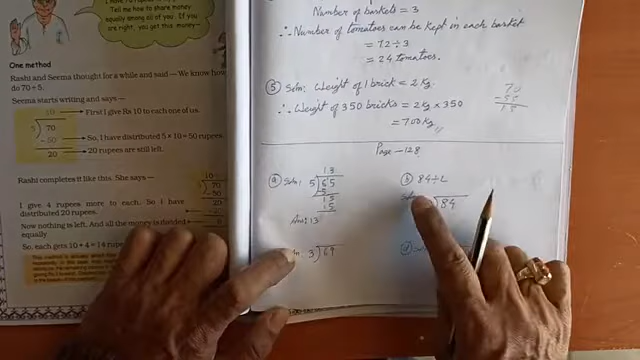 Tell me how to share money
equally among all of you. If you
are right, you get this money.
One method
Rashi and Seema thought for a while and said – We know how
do 70 ÷ 5.
Seema starts writing and says –
10 → First I give Rs 10 to each one of us.
5) 70
– 50 → So, I have distributed 5 × 10 = 50 rupees.
20 → 20 rupees are still left.
Rashi completes it like this. She says –
I give 4 rupees more to each. So I have
distributed 20 rupees.
Now nothing is left. And all the money is divided
equally
So, each gets 10 + 4 = 14 rupees
Number of baskets = 3
∴ Number of tomatoes can be kept in each basket
= 72 ÷ 3
= 24 tomatoes.
⑤ Soln: Weight of 1 brick = 2 kg
∴ Weight of 350 bricks = 2 kg × 350
= 700 kg
Page – 128
ⓐ Soln: 13
5) 65
5
15
15
Ans: 13
ⓑ 84 ÷ 2
84
3) 69